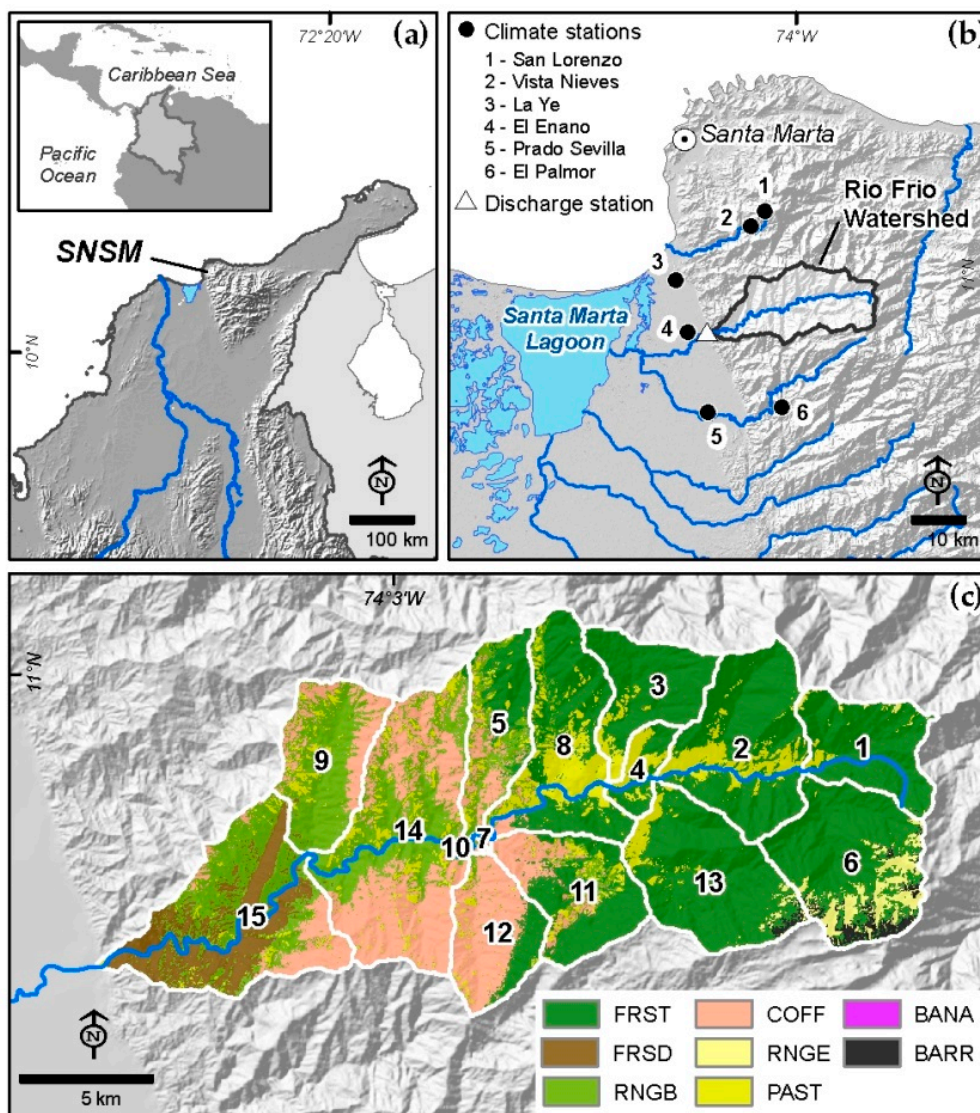 72°20'W
(a)
Caribbean Sea
Pacific
Ocean
SNSM
10°N
N
100 km
74°W
(b)
Climate stations
1 - San Lorenzo
2 - Vista Nieves
3 - La Ye
4 - El Enano
5 - Prado Sevilla
6 - El Palmor
Discharge station
Santa Marta
1
2
Rio Frio
Watershed
3
11°N
Santa Marta
Lagoon
4
5
6
N
10 km
74°3'W
(c)
11°N
3
5
8
2
1
9
4
14
7
10
6
11
13
15
12
N
5 km
FRST
COFF
BANA
FRSD
RNGE
BARR
RNGB
PAST